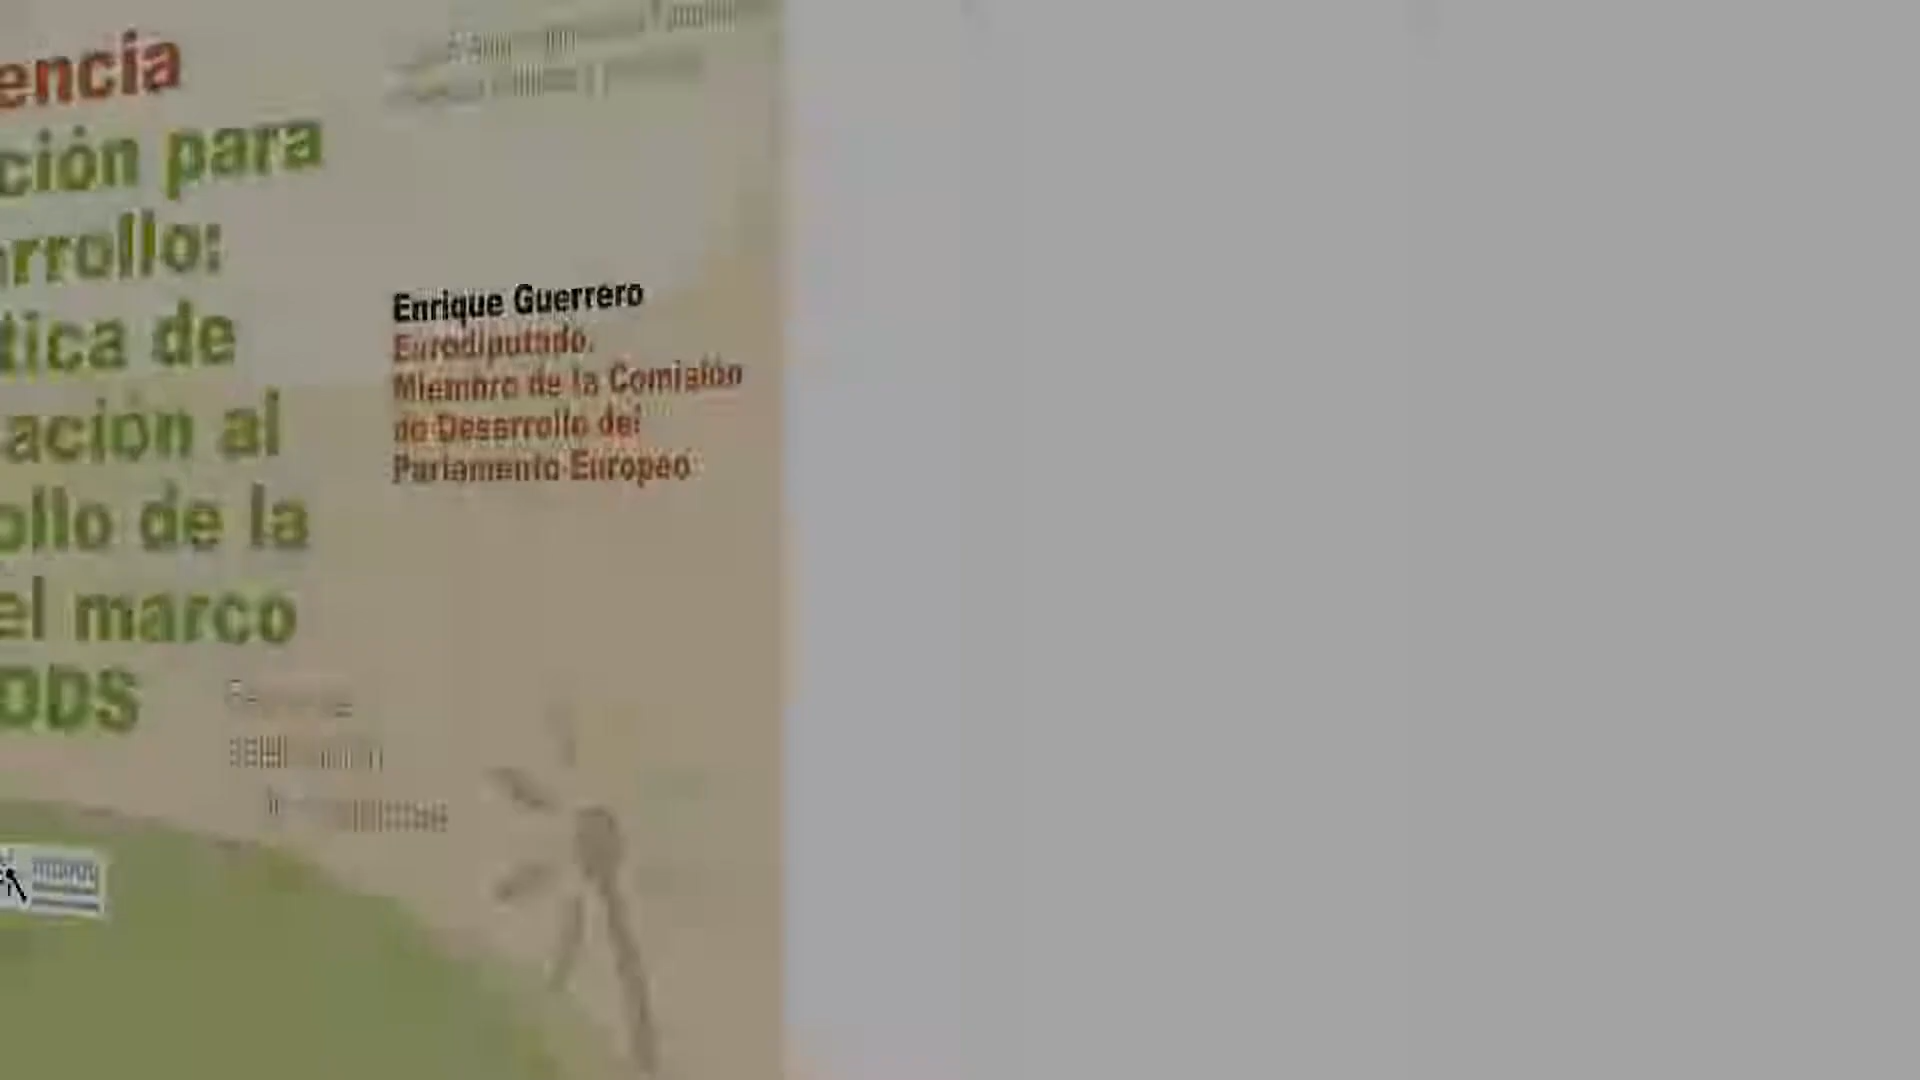 encia
ción para
rrollo:
tica de
ación al
ollo de la
el marco
ODS
Enrique Guerrero
Eurodiputado.
Miembro de la Comisión
de Desarrollo del
Parlamento Europeo